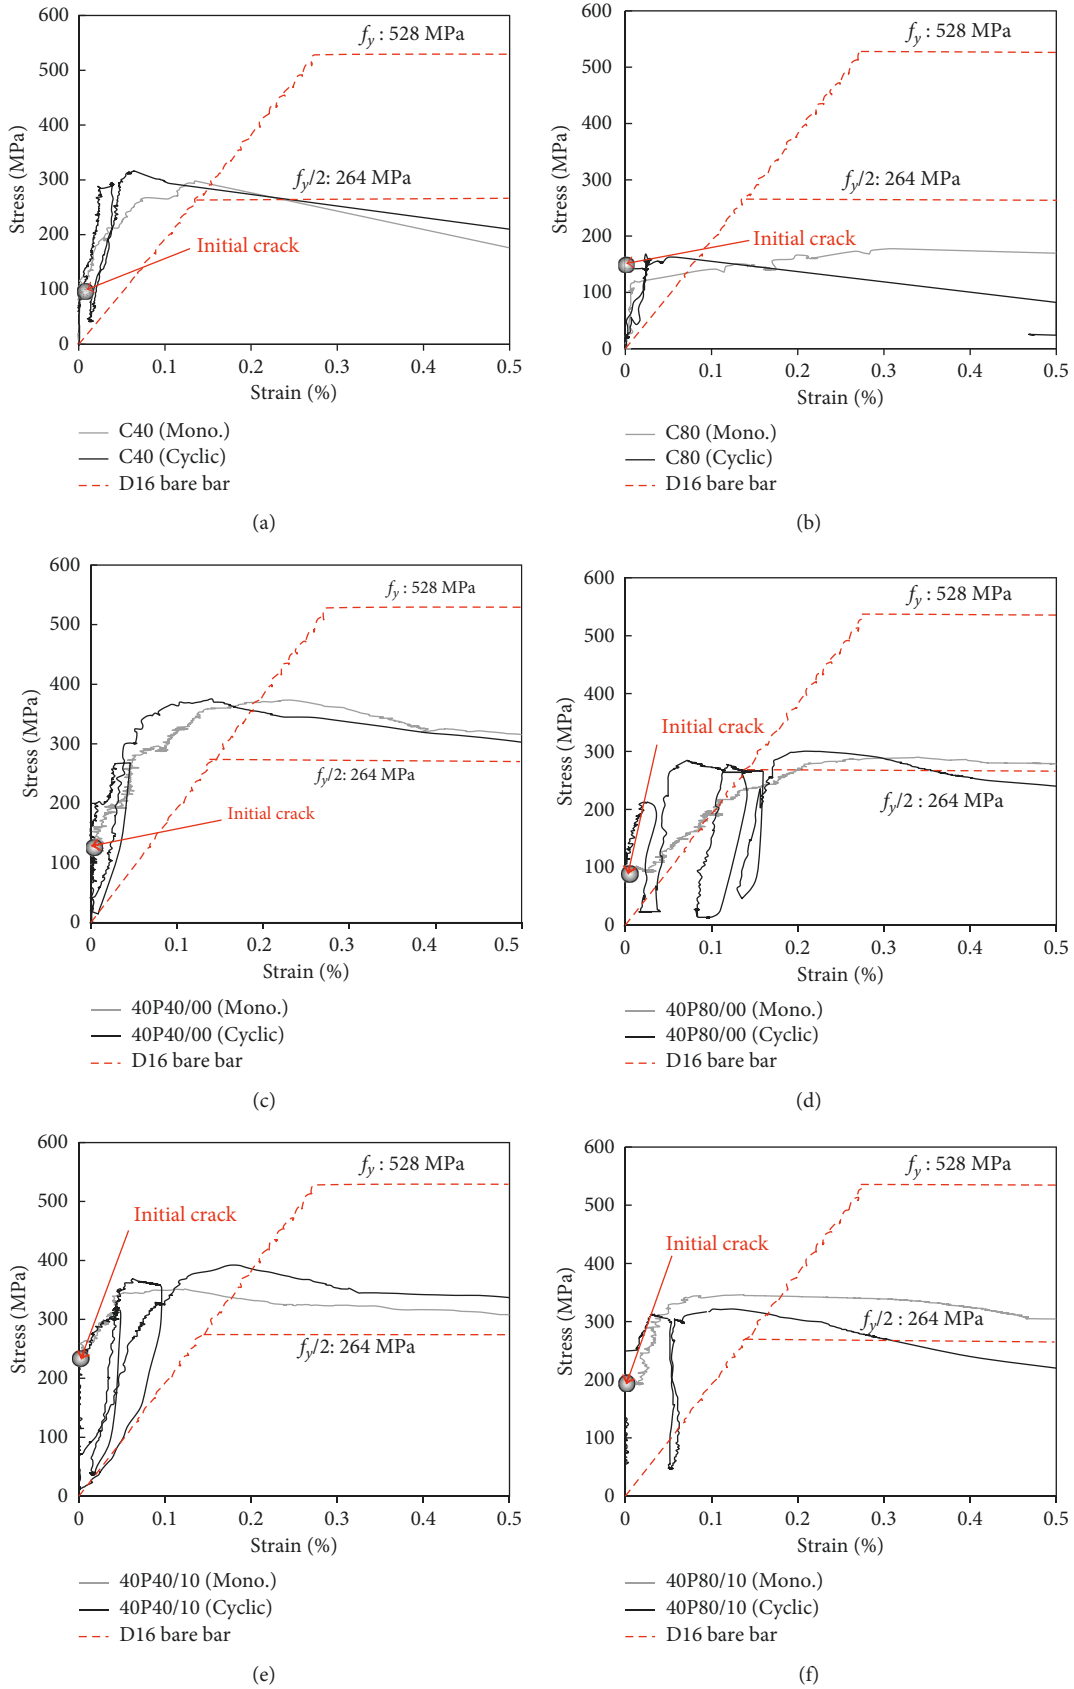 600
500
400
300
200
100
0
Stress (MPa)
f_y : 528 MPa
f_y/2: 264 MPa
Initial crack
0 0.1 0.2 0.3 0.4 0.5
Strain (%)
C40 (Mono.)
C40 (Cyclic)
D16 bare bar
(a)
600
500
400
300
200
100
0
Stress (MPa)
f_y : 528 MPa
f_y/2: 264 MPa
Initial crack
0 0.1 0.2 0.3 0.4 0.5
Strain (%)
C80 (Mono.)
C80 (Cyclic)
D16 bare bar
(b)
600
500
400
300
200
100
0
Stress (MPa)
f_y : 528 MPa
f_y/2: 264 MPa
Initial crack
0 0.1 0.2 0.3 0.4 0.5
Strain (%)
40P40/00 (Mono.)
40P40/00 (Cyclic)
D16 bare bar
(c)
600
500
400
300
200
100
0
Stress (MPa)
f_y : 528 MPa
Initial crack
f_y/2 : 264 MPa
0 0.1 0.2 0.3 0.4 0.5
Strain (%)
40P80/00 (Mono.)
40P80/00 (Cyclic)
D16 bare bar
(d)
600
500
400
300
200
100
0
Stress (MPa)
f_y : 528 MPa
Initial crack
f_y/2: 264 MPa
0 0.1 0.2 0.3 0.4 0.5
Strain (%)
40P40/10 (Mono.)
40P40/10 (Cyclic)
D16 bare bar
(e)
600
500
400
300
200
100
0
Stress (MPa)
f_y : 528 MPa
Initial crack
f_y/2 : 264 MPa
0 0.1 0.2 0.3 0.4 0.5
Strain (%)
40P80/10 (Mono.)
40P80/10 (Cyclic)
D16 bare bar
(f)